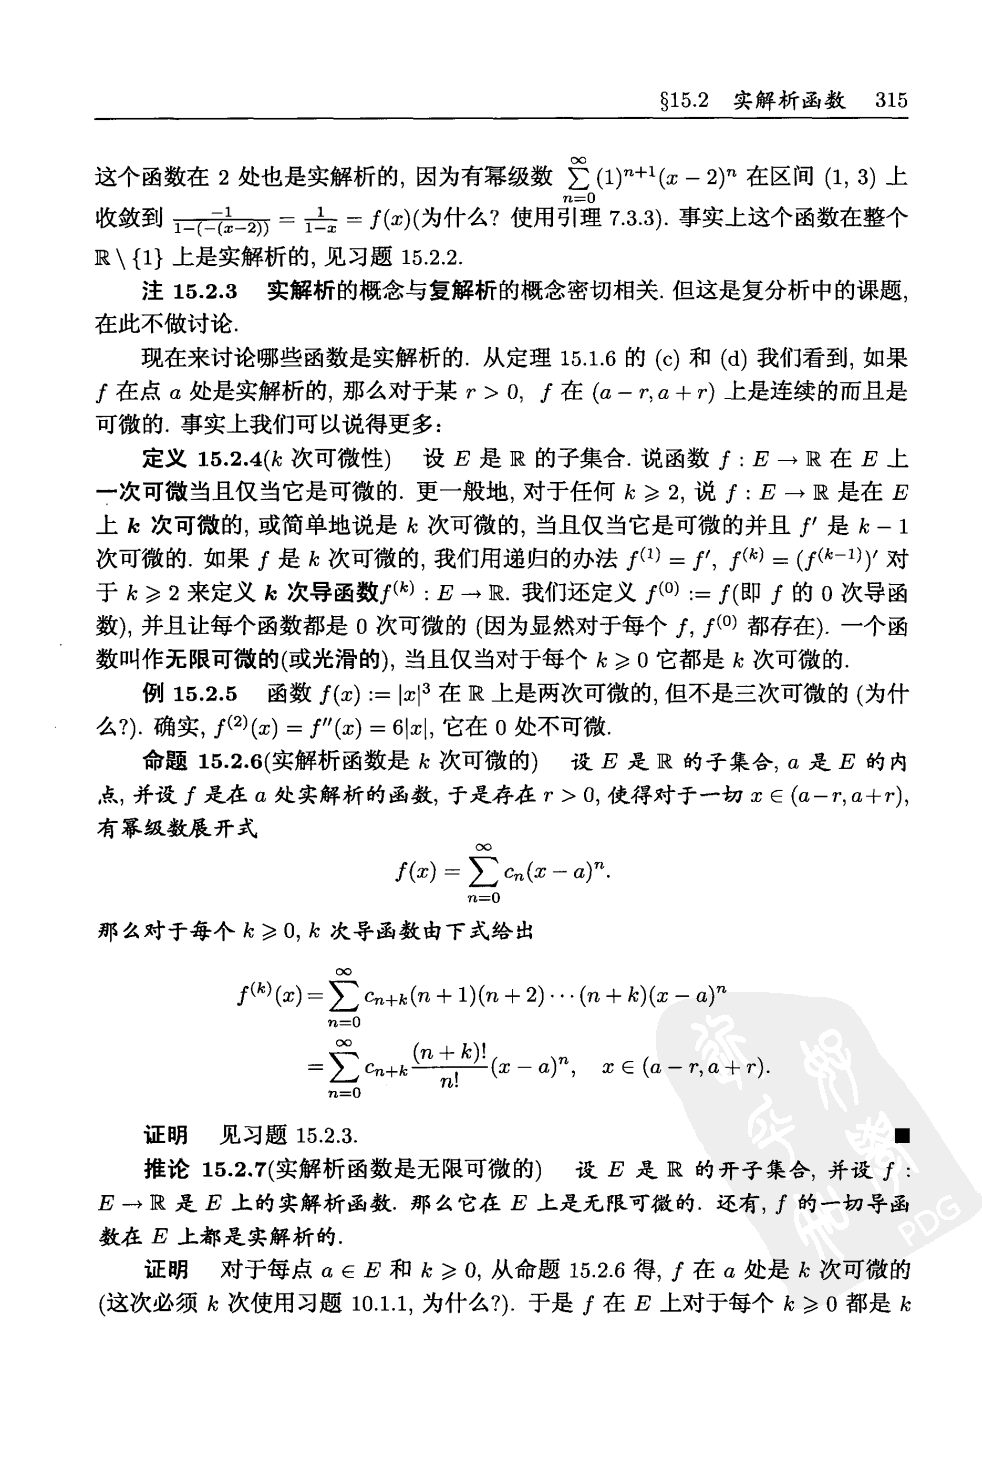 §15.2 实解析函数 315
这个函数在 2 处也是实解析的, 因为有幂级数 $\sum_{n=0}^{\infty}(1)^{n+1}(x-2)^n$ 在区间 (1, 3) 上
收敛到 $\frac{-1}{1-(-(x-2))} = \frac{1}{1-x} = f(x)$(为什么? 使用引理 7.3.3). 事实上这个函数在整个
ℝ \ {1} 上是实解析的, 见习题 15.2.2.
注 15.2.3 实解析的概念与复解析的概念密切相关. 但这是复分析中的课题,
在此不做讨论.
现在来讨论哪些函数是实解析的. 从定理 15.1.6 的 (c) 和 (d) 我们看到, 如果
f 在点 a 处是实解析的, 那么对于某 r > 0, f 在 (a − r, a + r) 上是连续的而且是
可微的. 事实上我们可以说得更多:
定义 15.2.4(k 次可微性) 设 E 是 ℝ 的子集合. 说函数 f : E → ℝ 在 E 上
一次可微当且仅当它是可微的. 更一般地, 对于任何 k ⩾ 2, 说 f : E → ℝ 是在 E
上 k 次可微的, 或简单地说是 k 次可微的, 当且仅当它是可微的并且 f′ 是 k − 1
次可微的. 如果 f 是 k 次可微的, 我们用递归的办法 $f^{(1)} = f'$, $f^{(k)} = (f^{(k-1)})'$ 对
于 k ⩾ 2 来定义 k 次导函数$f^{(k)}$ : E → ℝ. 我们还定义 $f^{(0)}$ := f(即 f 的 0 次导函
数), 并且让每个函数都是 0 次可微的 (因为显然对于每个 f, $f^{(0)}$ 都存在). 一个函
数叫作无限可微的(或光滑的), 当且仅当对于每个 k ⩾ 0 它都是 k 次可微的.
例 15.2.5 函数 f(x) := |x|³ 在 ℝ 上是两次可微的, 但不是三次可微的 (为什
么?). 确实, $f^{(2)}(x) = f''(x) = 6|x|$, 它在 0 处不可微.
命题 15.2.6(实解析函数是 k 次可微的) 设 E 是 ℝ 的子集合, a 是 E 的内
点, 并设 f 是在 a 处实解析的函数, 于是存在 r > 0, 使得对于一切 x ∈ (a−r, a+r),
有幂级数展开式
$f(x) = \sum_{n=0}^{\infty} c_n(x-a)^n.$
那么对于每个 k ⩾ 0, k 次导函数由下式给出
$f^{(k)}(x) = \sum_{n=0}^{\infty} c_{n+k}(n+1)(n+2)\cdots(n+k)(x-a)^n$
$= \sum_{n=0}^{\infty} c_{n+k}\frac{(n+k)!}{n!}(x-a)^n, \quad x \in (a-r, a+r).$
证明 见习题 15.2.3. ■
推论 15.2.7(实解析函数是无限可微的) 设 E 是 ℝ 的开子集合, 并设 f :
E → ℝ 是 E 上的实解析函数. 那么它在 E 上是无限可微的. 还有, f 的一切导函
数在 E 上都是实解析的.
证明 对于每点 a ∈ E 和 k ⩾ 0, 从命题 15.2.6 得, f 在 a 处是 k 次可微的
(这次必须 k 次使用习题 10.1.1, 为什么?). 于是 f 在 E 上对于每个 k ⩾ 0 都是 k
PDG